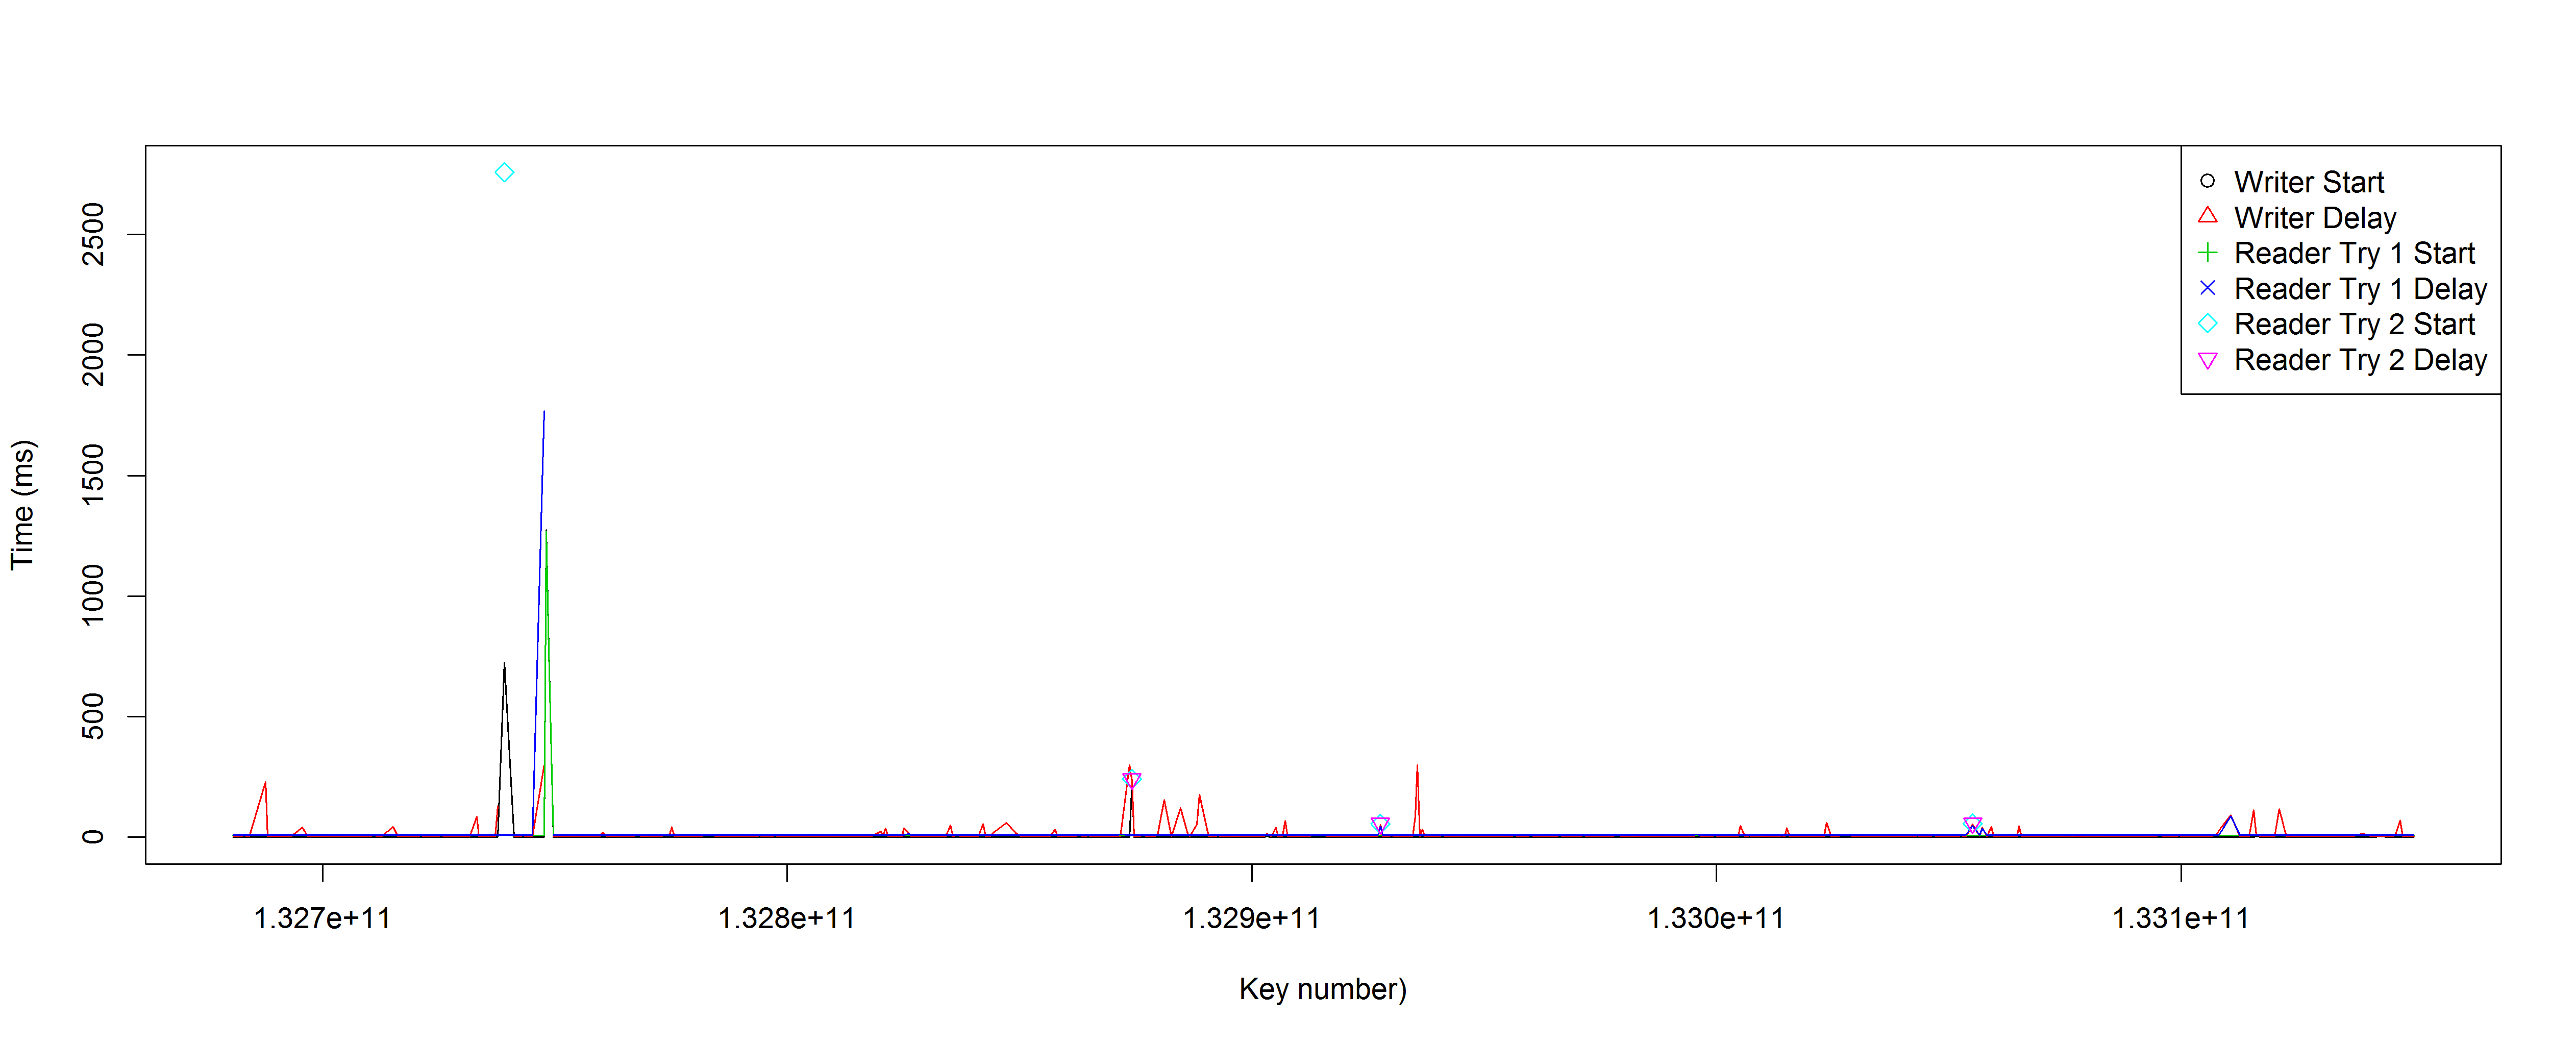 Writer Start
Writer Delay
Reader Try 1 Start
Reader Try 1 Delay
Reader Try 2 Start
Reader Try 2 Delay
Time (ms)
2500
2000
1500
1000
500
0
1.327e+11 1.328e+11 1.329e+11 1.330e+11 1.331e+11
Key number)